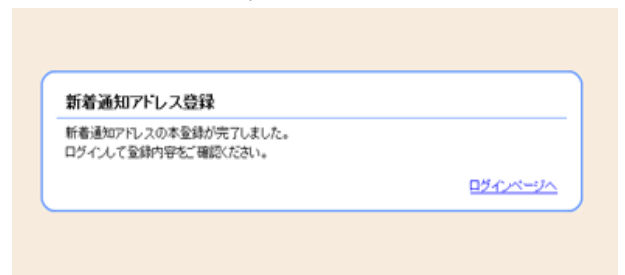 新着通知アドレス登録
新着通知アドレスの本登録が完了しました。
ログインして登録内容をご確認ください。
ログインページへ